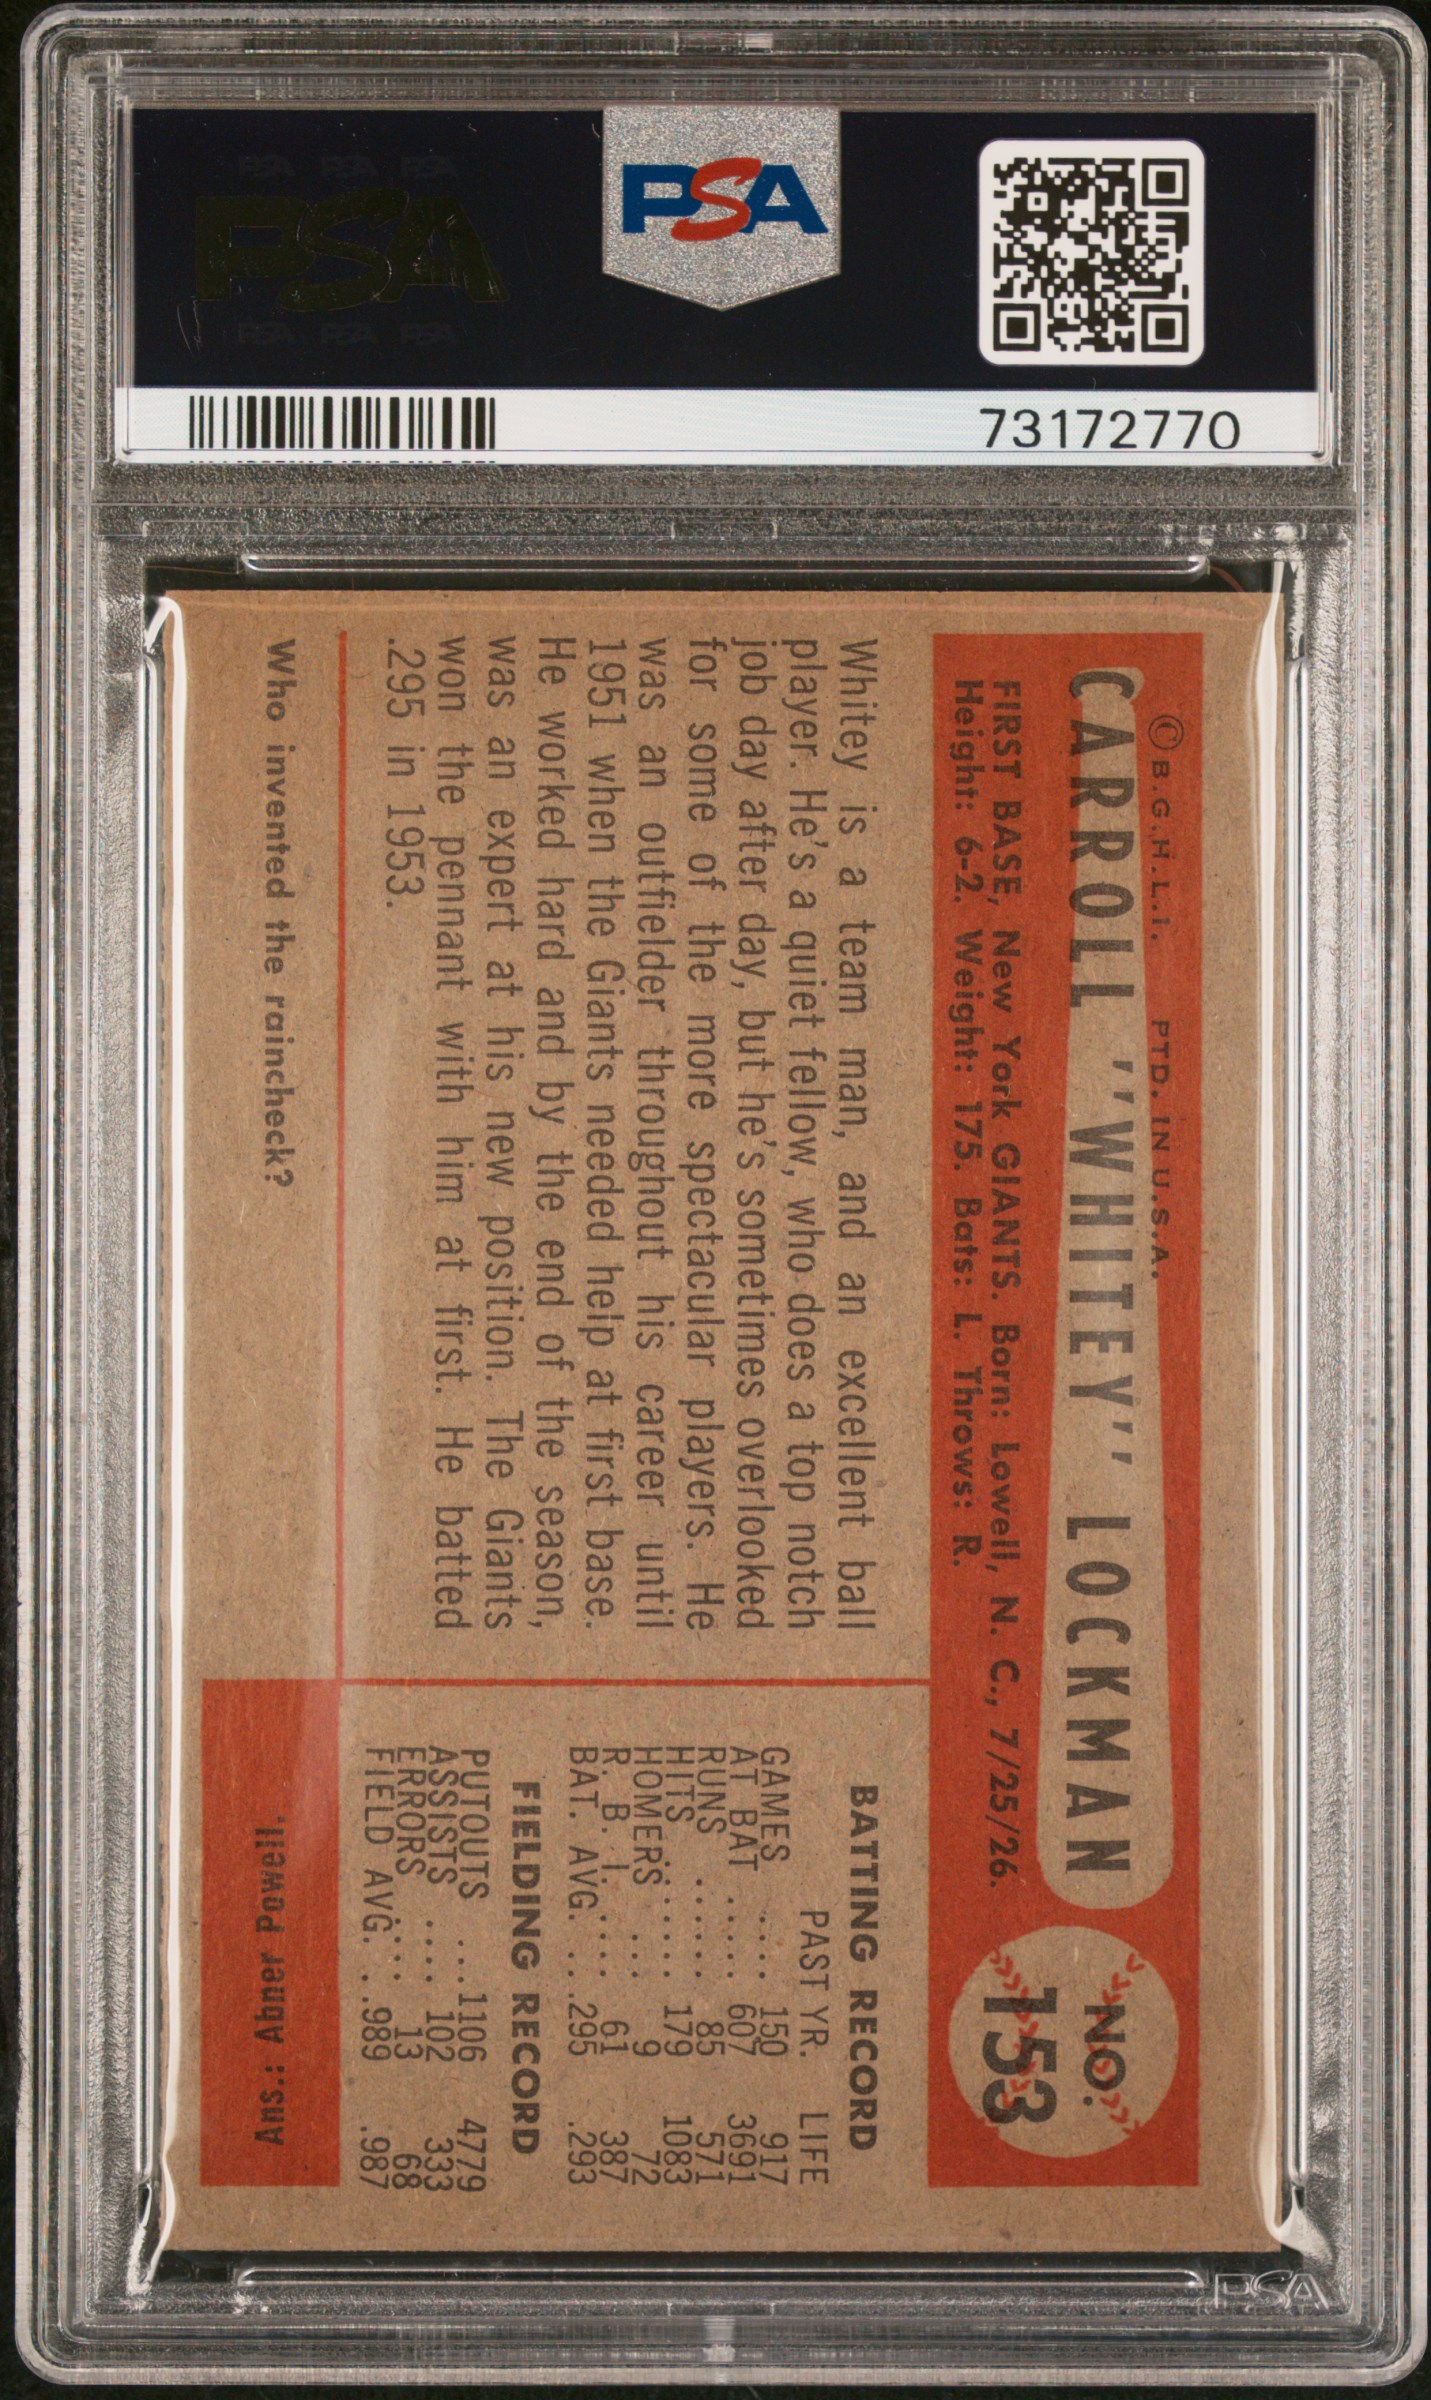 PSA PSA PSA
PSA
PSA PSA PSA
PSA
73172770
© B.G.H.L.I. PTD. IN U.S.A.
CARROLL "WHITEY" LOCKMAN
NO.
153
FIRST BASE, New York GIANTS. Born: Lowell, N. C., 7/25/26.
Height: 6-2. Weight: 175. Bats: L. Throws: R.
Whitey is a team man, and an excellent ball
player. He's a quiet fellow, who does a top notch
job day after day, but he's sometimes overlooked
for some of the more spectacular players. He
was an outfielder throughout his career until
1951 when the Giants needed help at first base.
He worked hard and by the end of the season,
was an expert at his new position. The Giants
won the pennant with him at first. He batted
.295 in 1953.
BATTING RECORD
PAST YR. LIFE
GAMES .... 150 917
AT BAT ..... 607 3691
RUNS ...... 85 571
HITS ...... 179 1083
HOMERS ... 9 72
R. B. I. .... 61 387
BAT. AVG. .. .295 .293
FIELDING RECORD
PUTOUTS ... 1106 4779
ASSISTS .... 102 333
ERRORS .... 13 68
FIELD AVG. . .989 .987
Who invented the raincheck?
Ans.: Abner Powell.
PSA